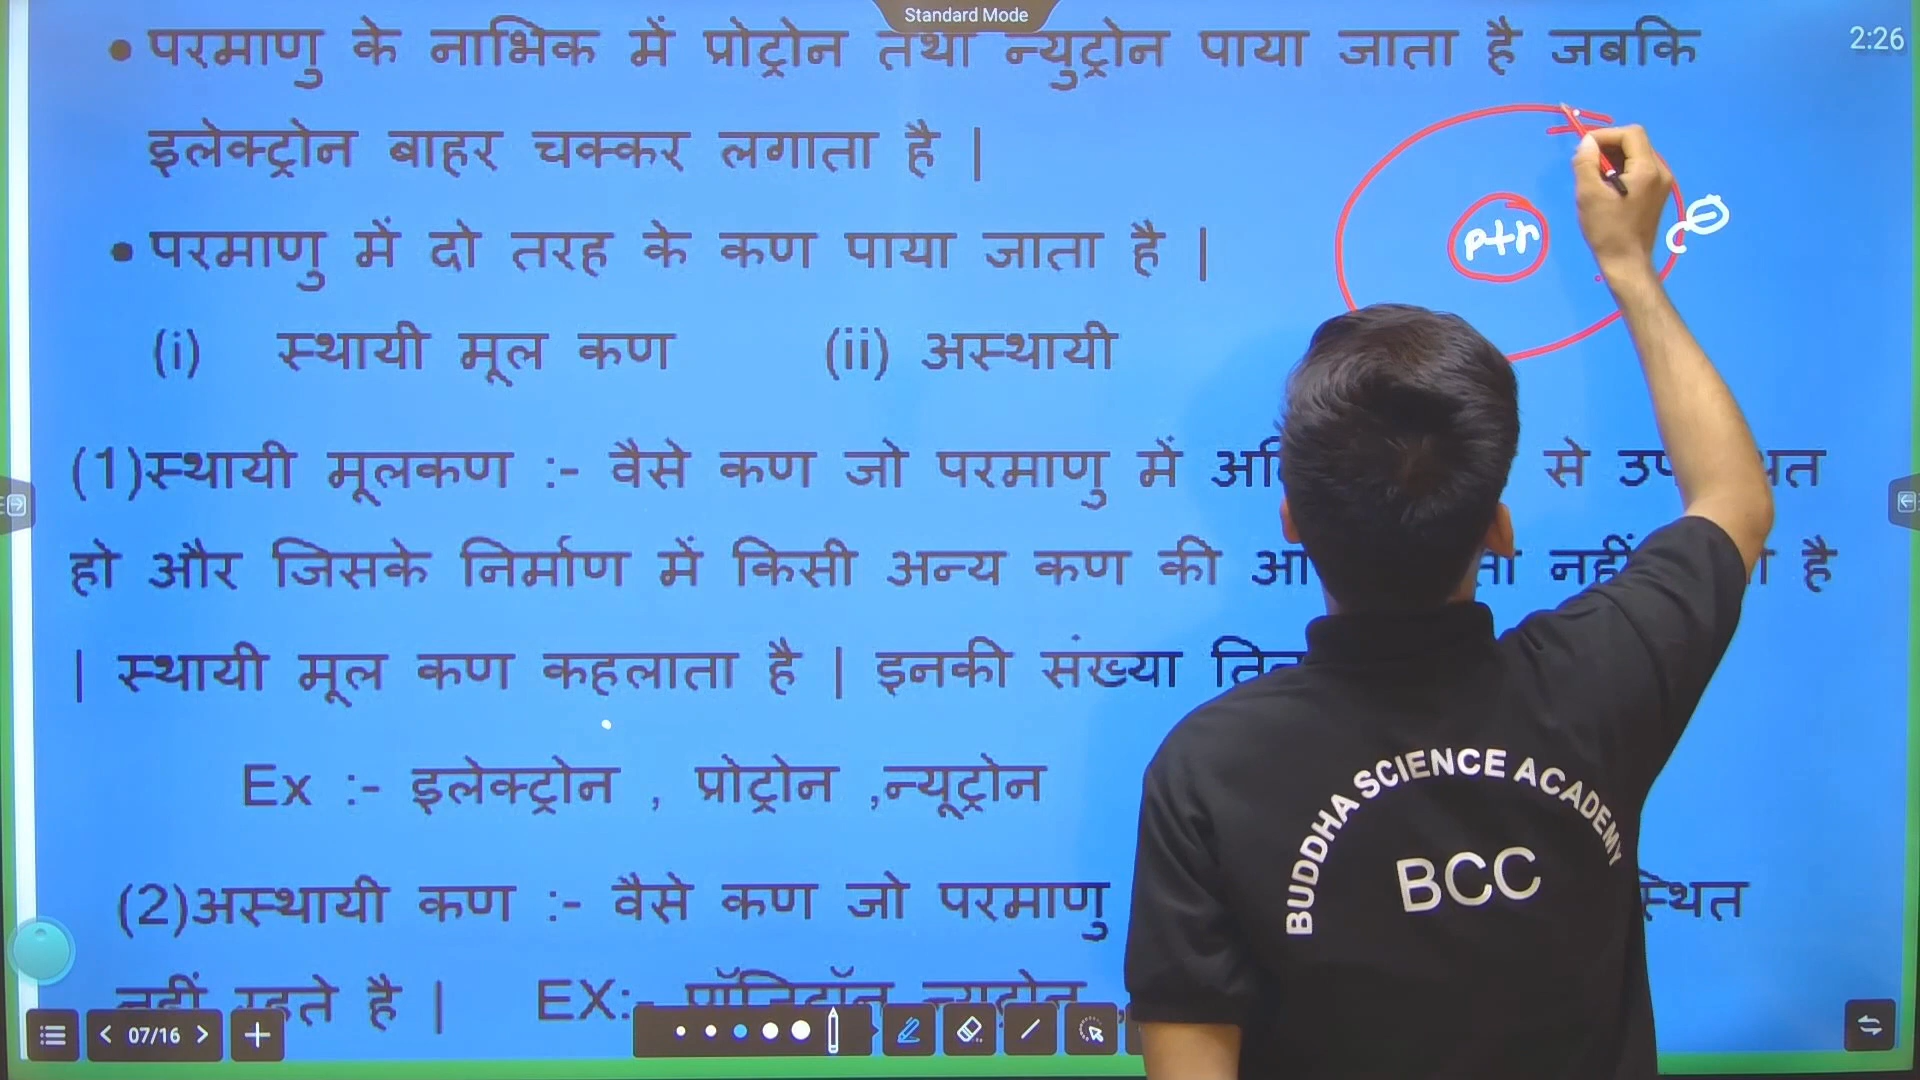 Standard Mode
2:26
• परमाणु के नाभिक में प्रोट्रोन तथा न्युट्रोन पाया जाता है जबकि
इलेक्ट्रोन बाहर चक्कर लगाता है |
p+n
e⊖
• परमाणु में दो तरह के कण पाया जाता है |
(i) स्थायी मूल कण (ii) अस्थायी
(1)स्थायी मूलकण :- वैसे कण जो परमाणु में से
हो और जिसके निर्माण में किसी अन्य कण की नहीं है
| स्थायी मूल कण कहलाता है | इनकी संख्या
Ex :- इलेक्ट्रोन , प्रोट्रोन ,न्यूट्रोन
(2)अस्थायी कण :- वैसे कण जो परमाणु
नहीं रहते है | EX:-
07/16
BUDDHA SCIENCE ACADEMY
BCC